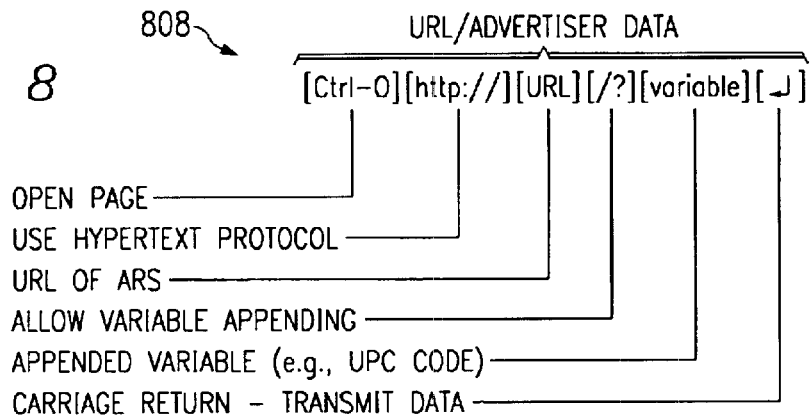 808
URL/ADVERTISER DATA
8
[Ctrl-O][http://][URL][/?][variable][↵]
OPEN PAGE
USE HYPERTEXT PROTOCOL
URL OF ARS
ALLOW VARIABLE APPENDING
APPENDED VARIABLE (e.g., UPC CODE)
CARRIAGE RETURN - TRANSMIT DATA